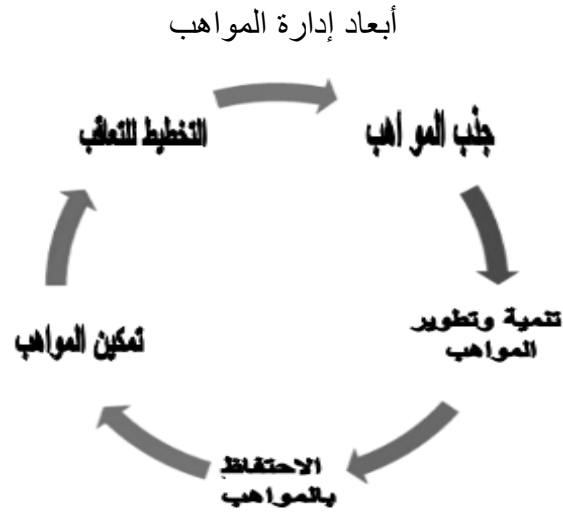 أبعاد إدارة المواهب
جذب المواهب
تنمية وتطوير
المواهب
الاحتفاظ
بالمواهب
تمكين المواهب
التخطيط للتعاقب